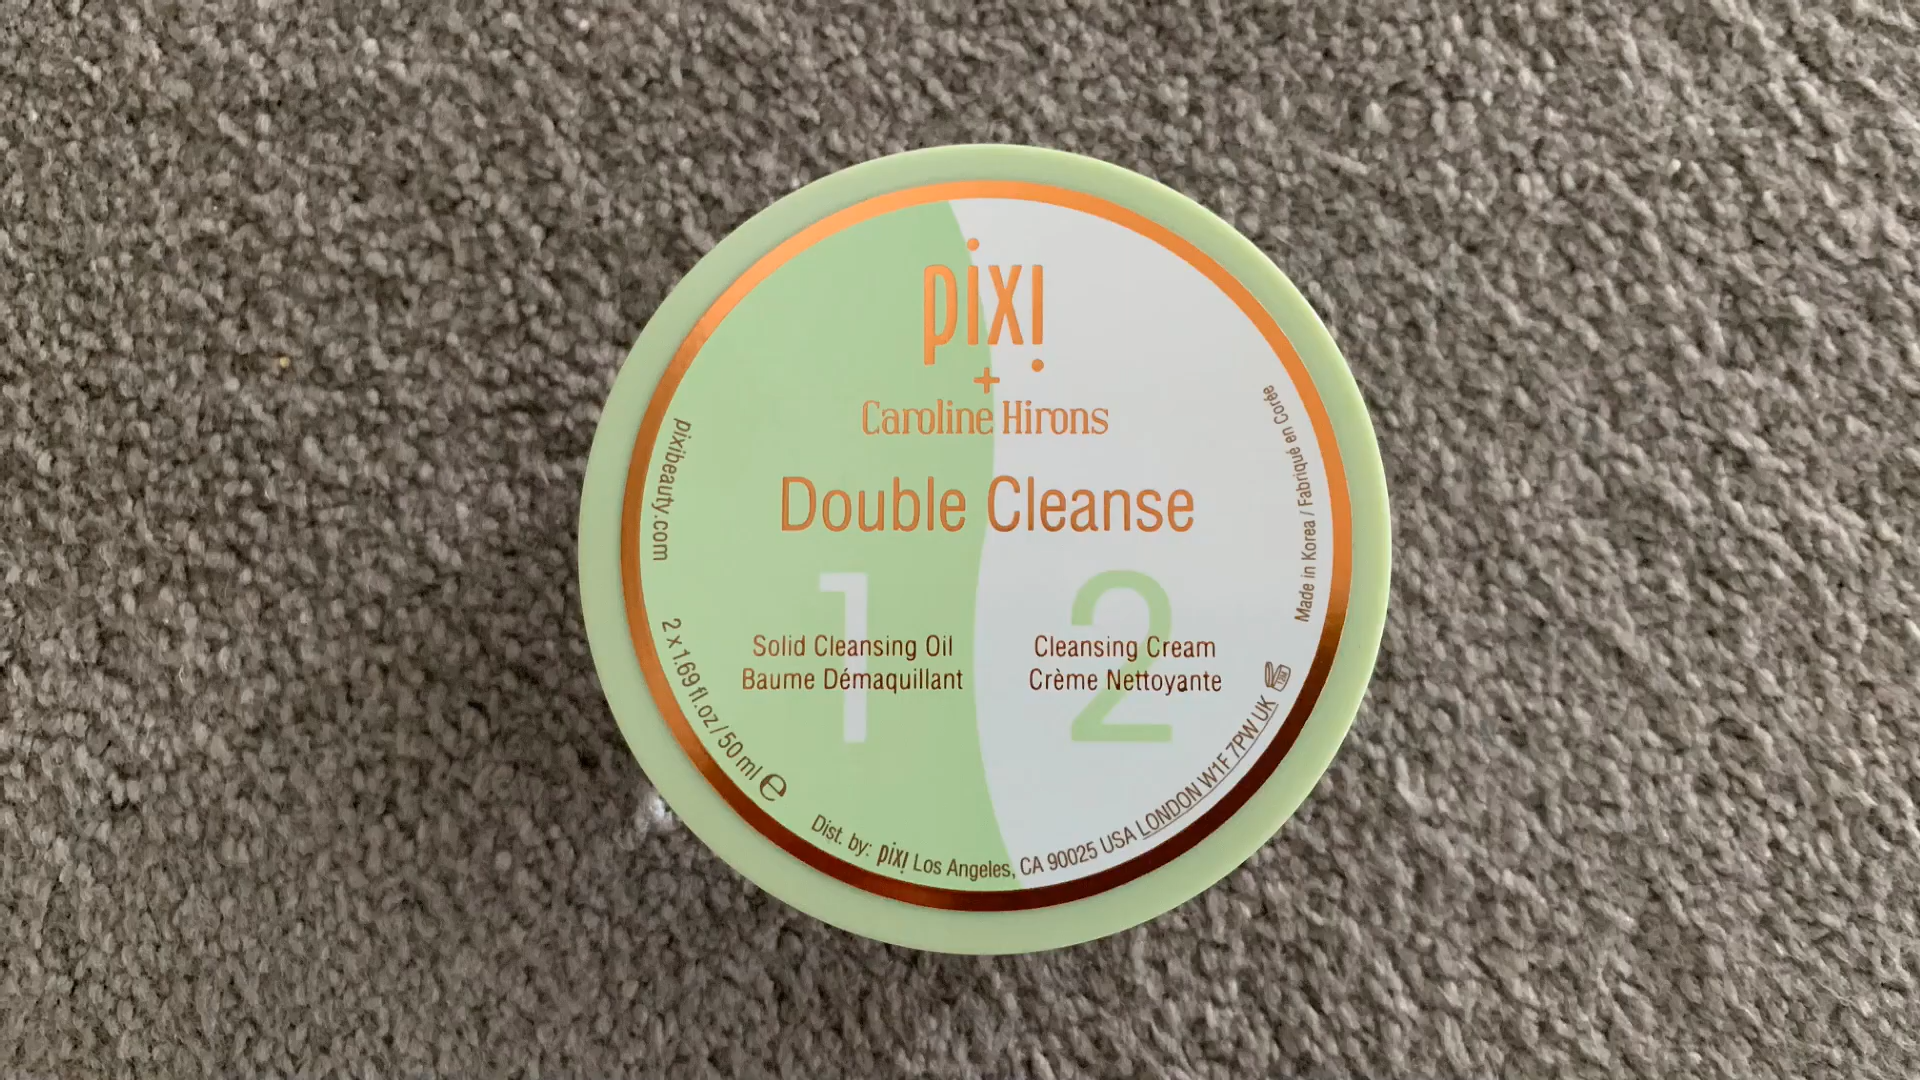 pixi
+
Caroline Hirons
Double Cleanse
1
Solid Cleansing Oil
Baume Démaquillant
2
Cleansing Cream
Crème Nettoyante
pixibeauty.com
2 x 1.69 fl.oz / 50 ml ℮
Dist. by: pixi Los Angeles, CA 90025 USA LONDON W1F 7PW UK
Made in Korea / Fabriqué en Corée